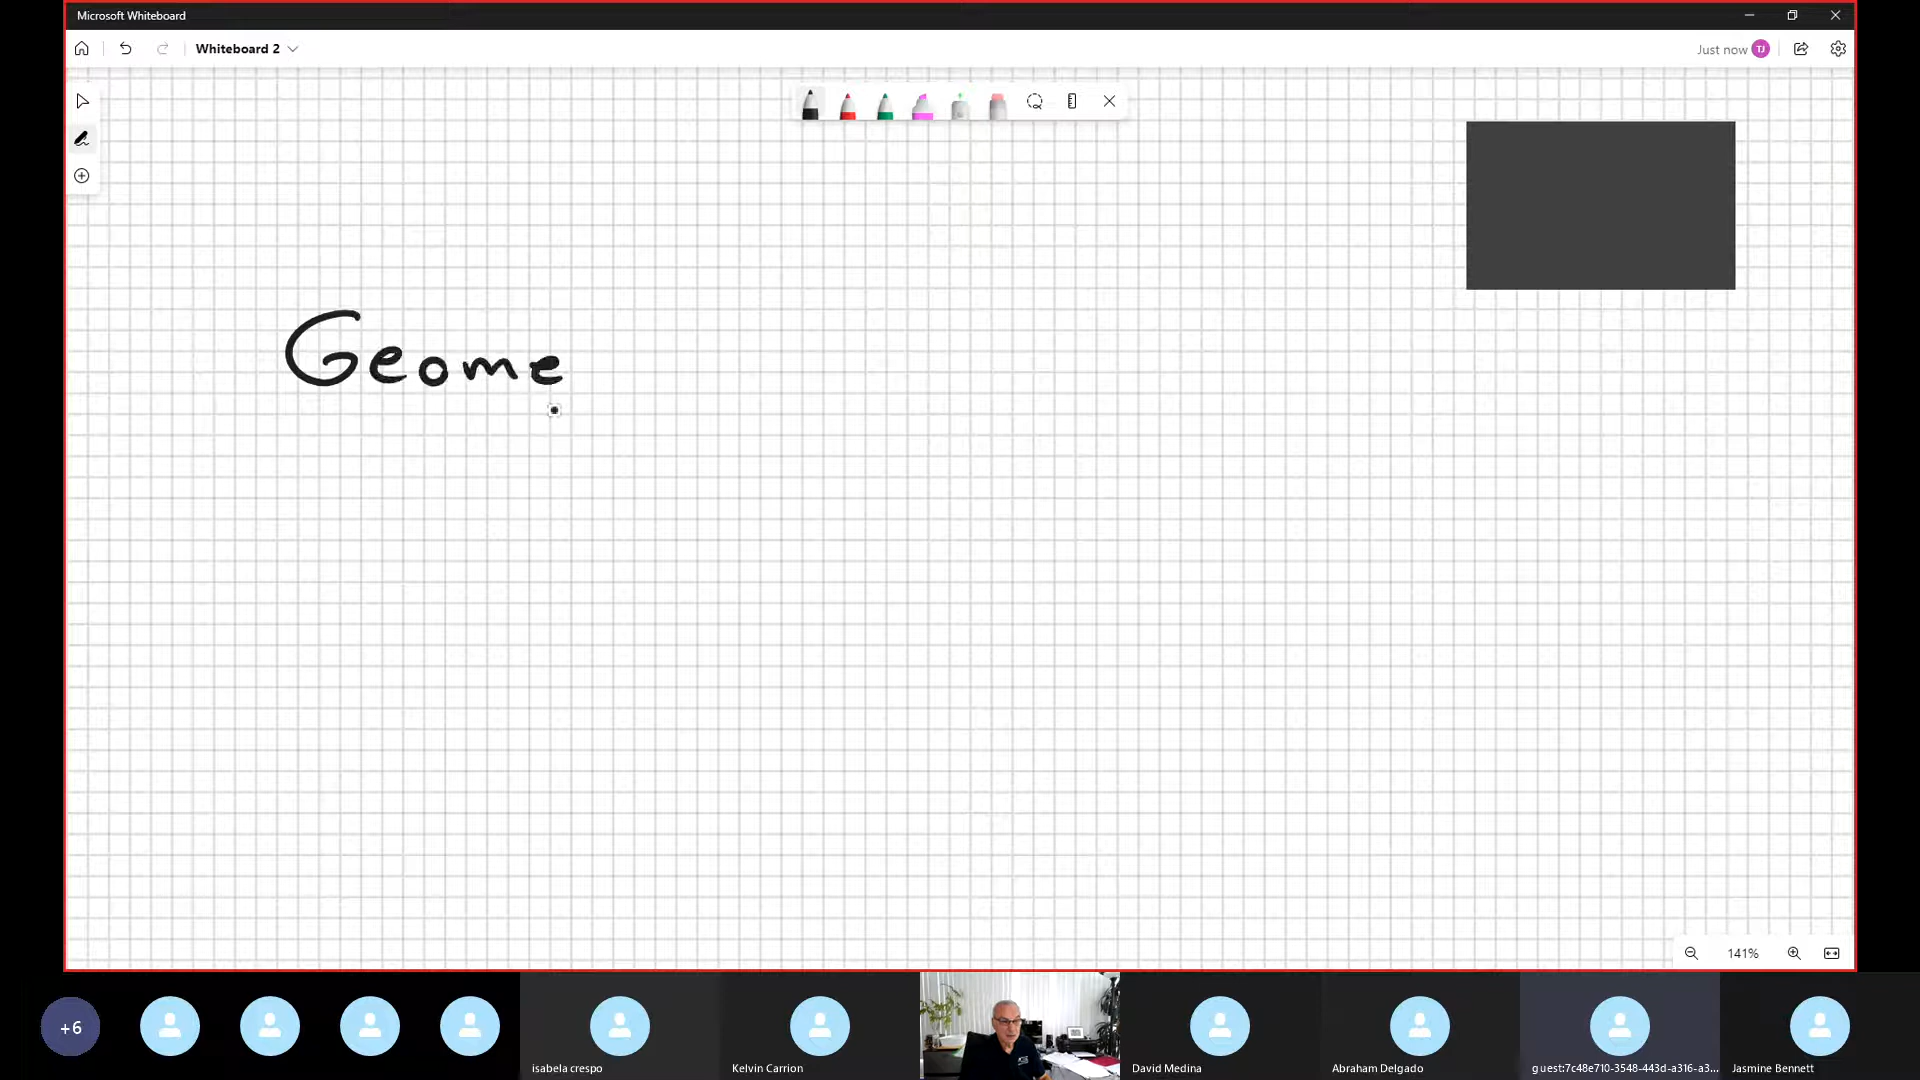 Microsoft Whiteboard
Whiteboard 2
Just now TJ
Geome
141%
+6
isabela crespo
Kelvin Carrion
David Medina
Abraham Delgado
guest:7c48e710-3548-443d-a316-a3...
Jasmine Bennett